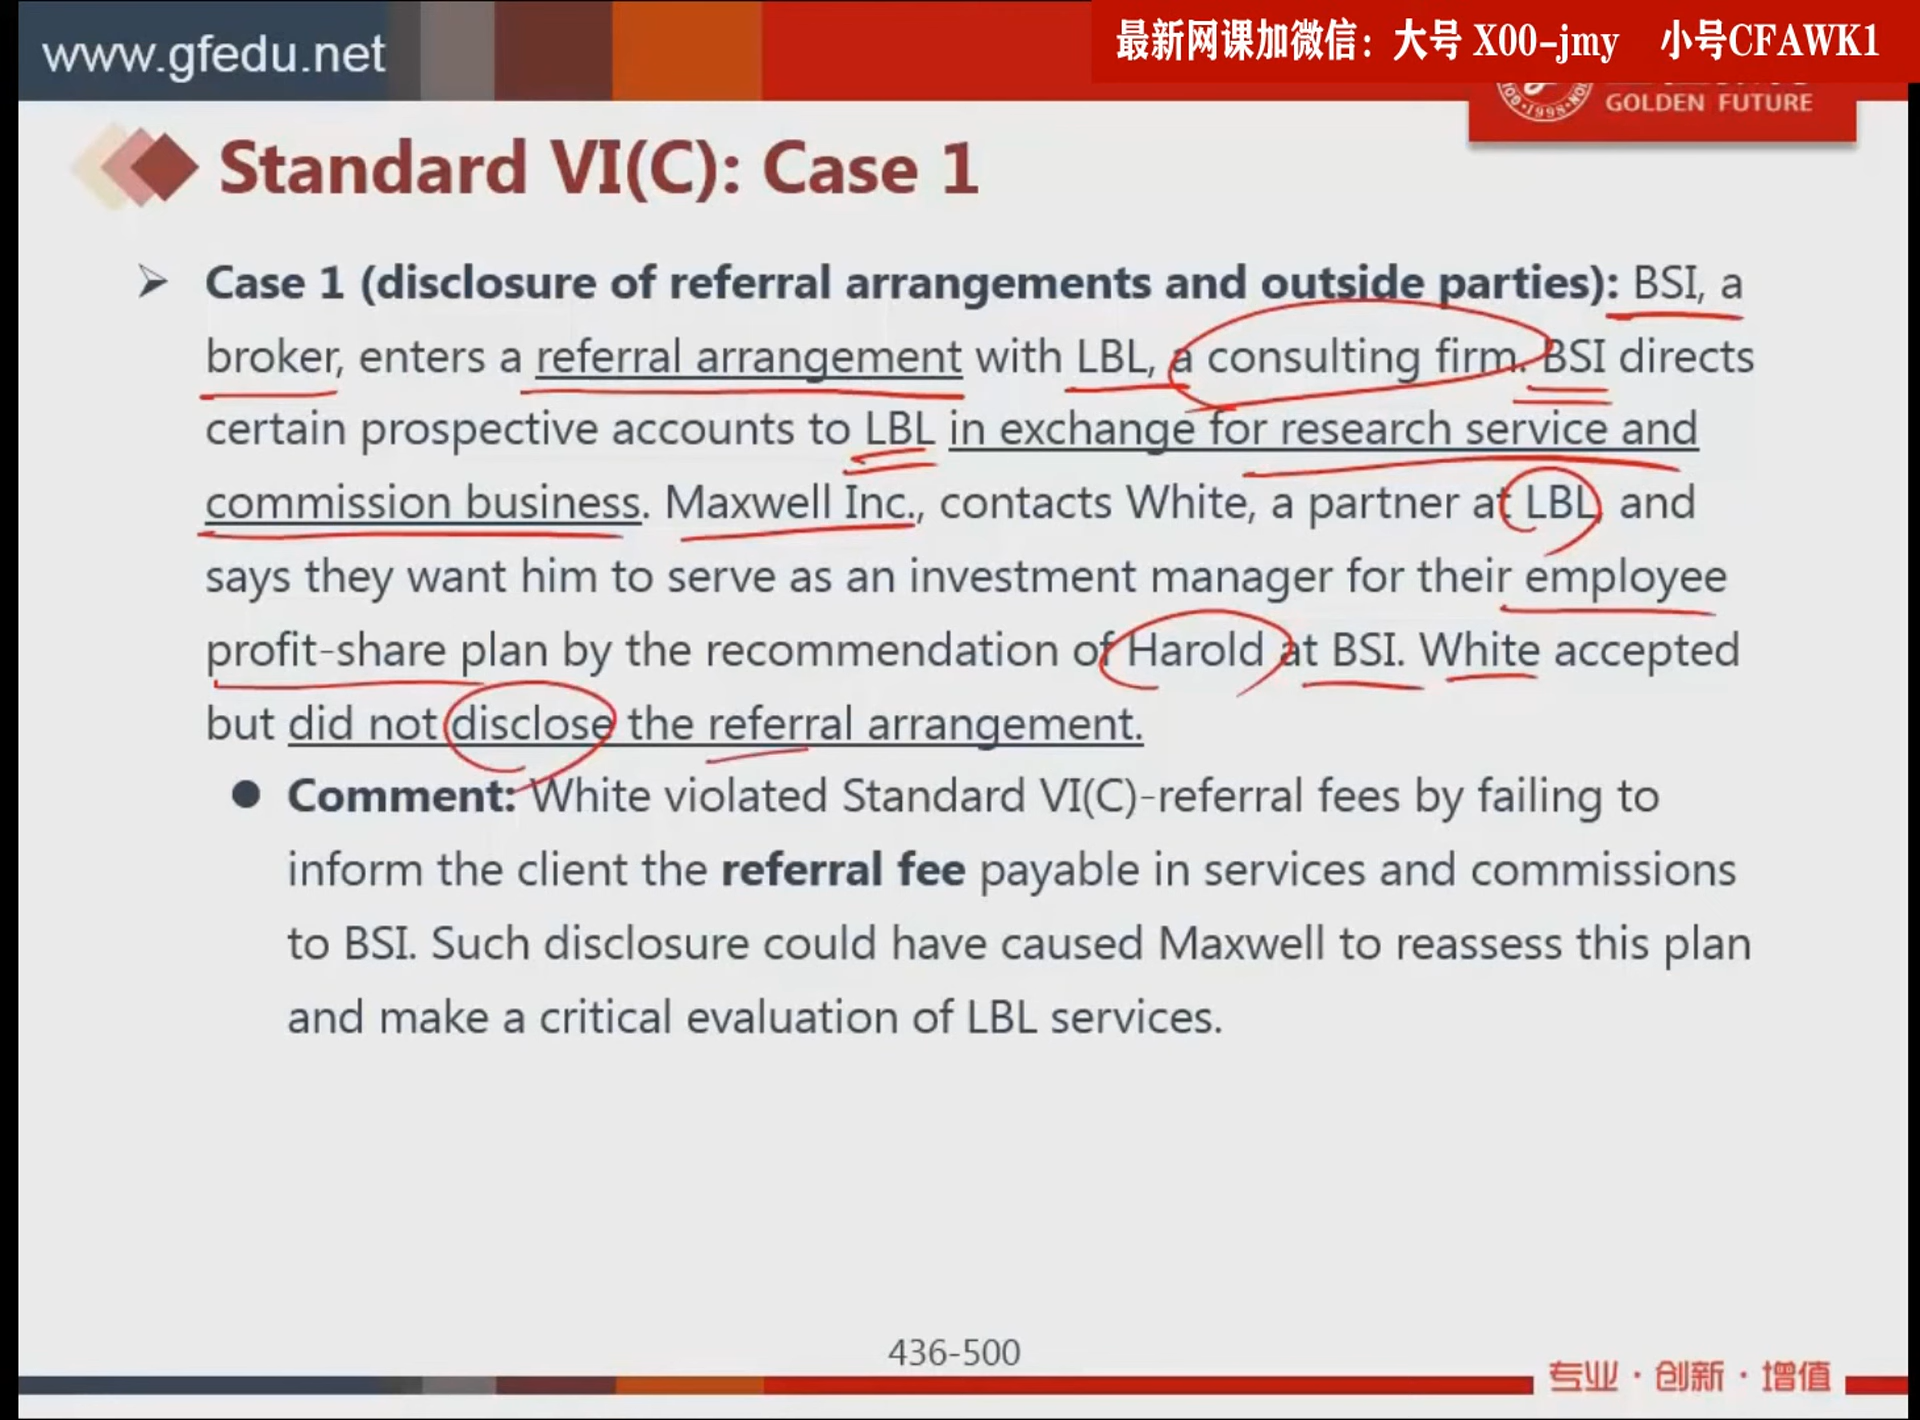 www.gfedu.net
最新网课加微信：大号 X00-jmy 小号CFAWK1
GOLDEN FUTURE
Standard VI(C): Case 1
➢ Case 1 (disclosure of referral arrangements and outside parties): BSI, a
broker, enters a referral arrangement with LBL, a consulting firm. BSI directs
certain prospective accounts to LBL in exchange for research service and
commission business. Maxwell Inc., contacts White, a partner at LBL, and
says they want him to serve as an investment manager for their employee
profit-share plan by the recommendation of Harold at BSI. White accepted
but did not disclose the referral arrangement.
● Comment: White violated Standard VI(C)-referral fees by failing to
inform the client the referral fee payable in services and commissions
to BSI. Such disclosure could have caused Maxwell to reassess this plan
and make a critical evaluation of LBL services.
436-500
专业·创新·增值